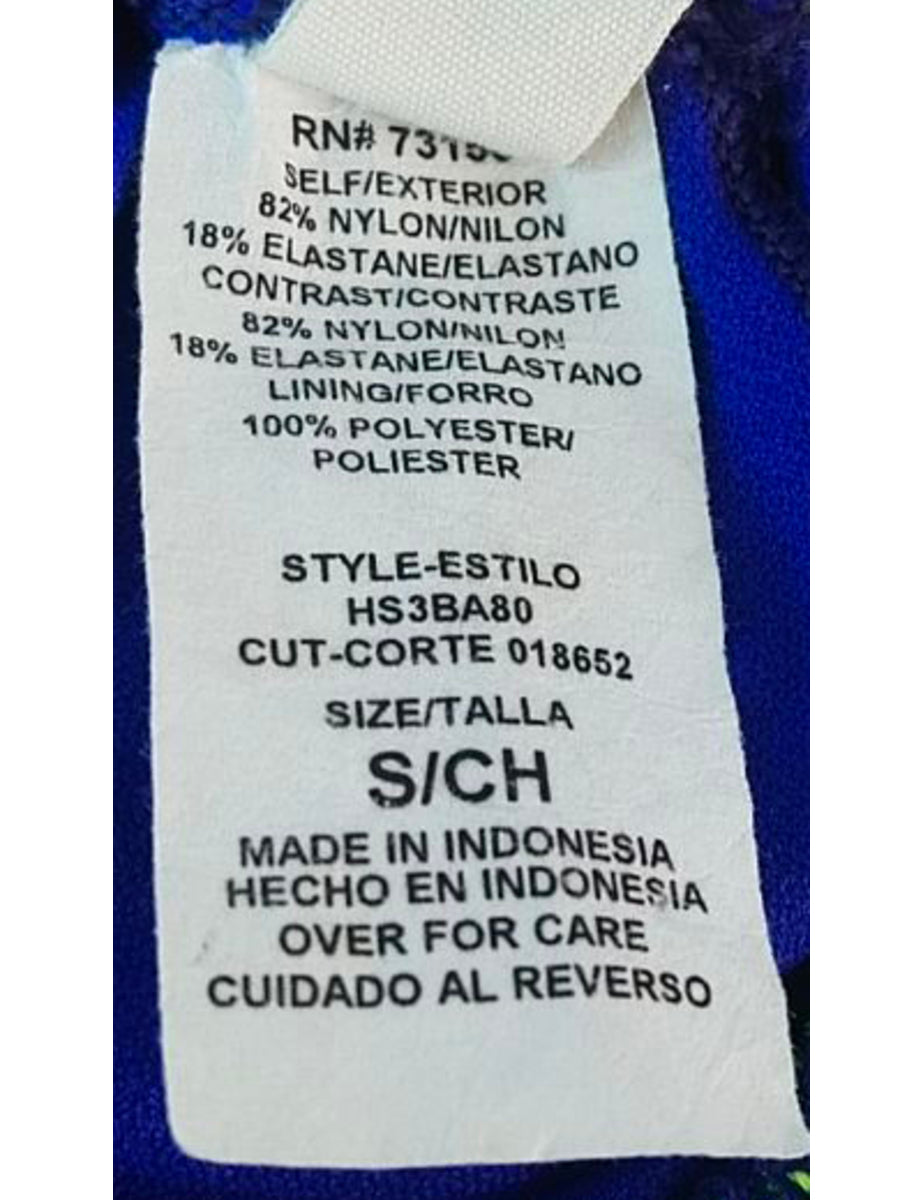 RN#
SELF/EXTERIOR
82% NYLON/NILON
18% ELASTANE/ELASTANO
CONTRAST/CONTRASTE
82% NYLON/NILON
18% ELASTANE/ELASTANO
LINING/FORRO
100% POLYESTER/
POLIESTER
STYLE-ESTILO
HS3BA80
CUT-CORTE 018652
SIZE/TALLA
S/CH
MADE IN INDONESIA
HECHO EN INDONESIA
OVER FOR CARE
CUIDADO AL REVERSO